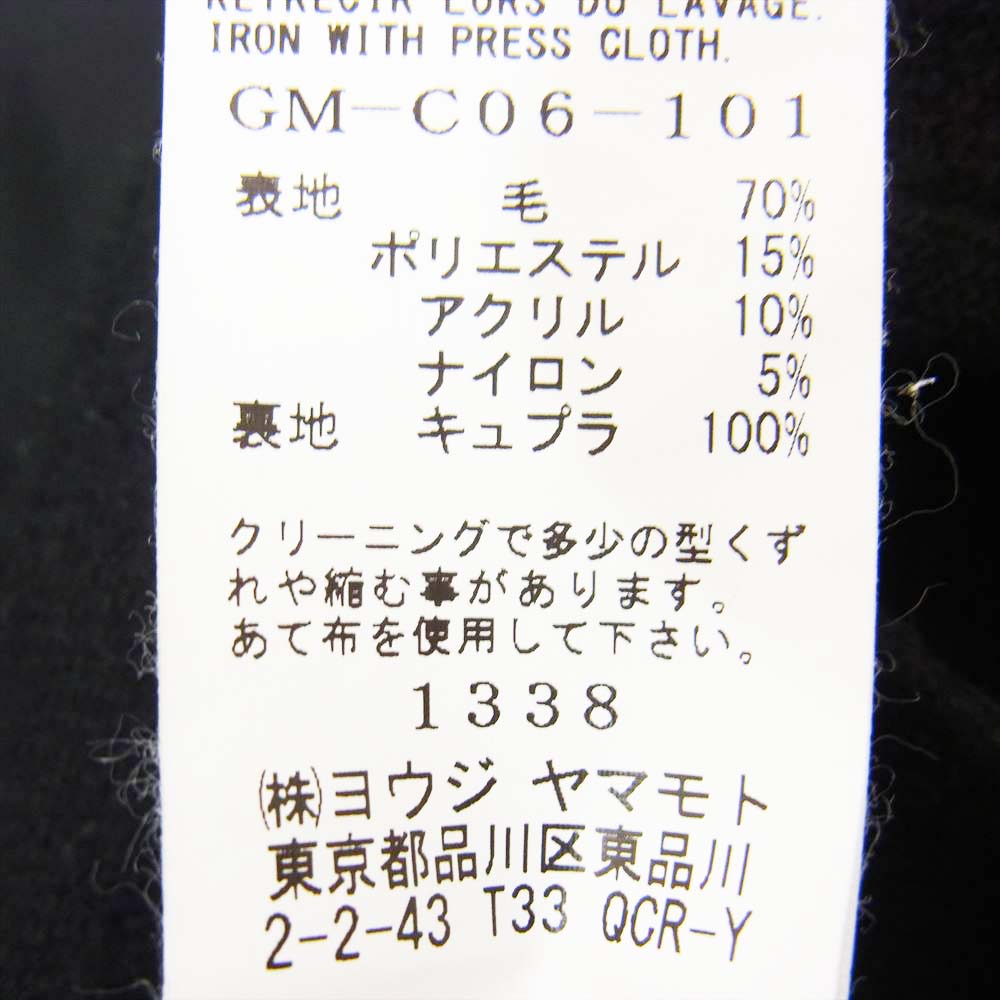 RETRECIR LORS DU LAVAGE.
IRON WITH PRESS CLOTH.
GM-C06-101
表地 毛 70%
ポリエステル 15%
アクリル 10%
ナイロン 5%
裏地 キュプラ 100%
クリーニングで多少の型くず
れや縮む事があります。
あて布を使用して下さい。
1338
㈱ヨウジ ヤマモト
東京都品川区東品川
2-2-43 T33 QCR-Y